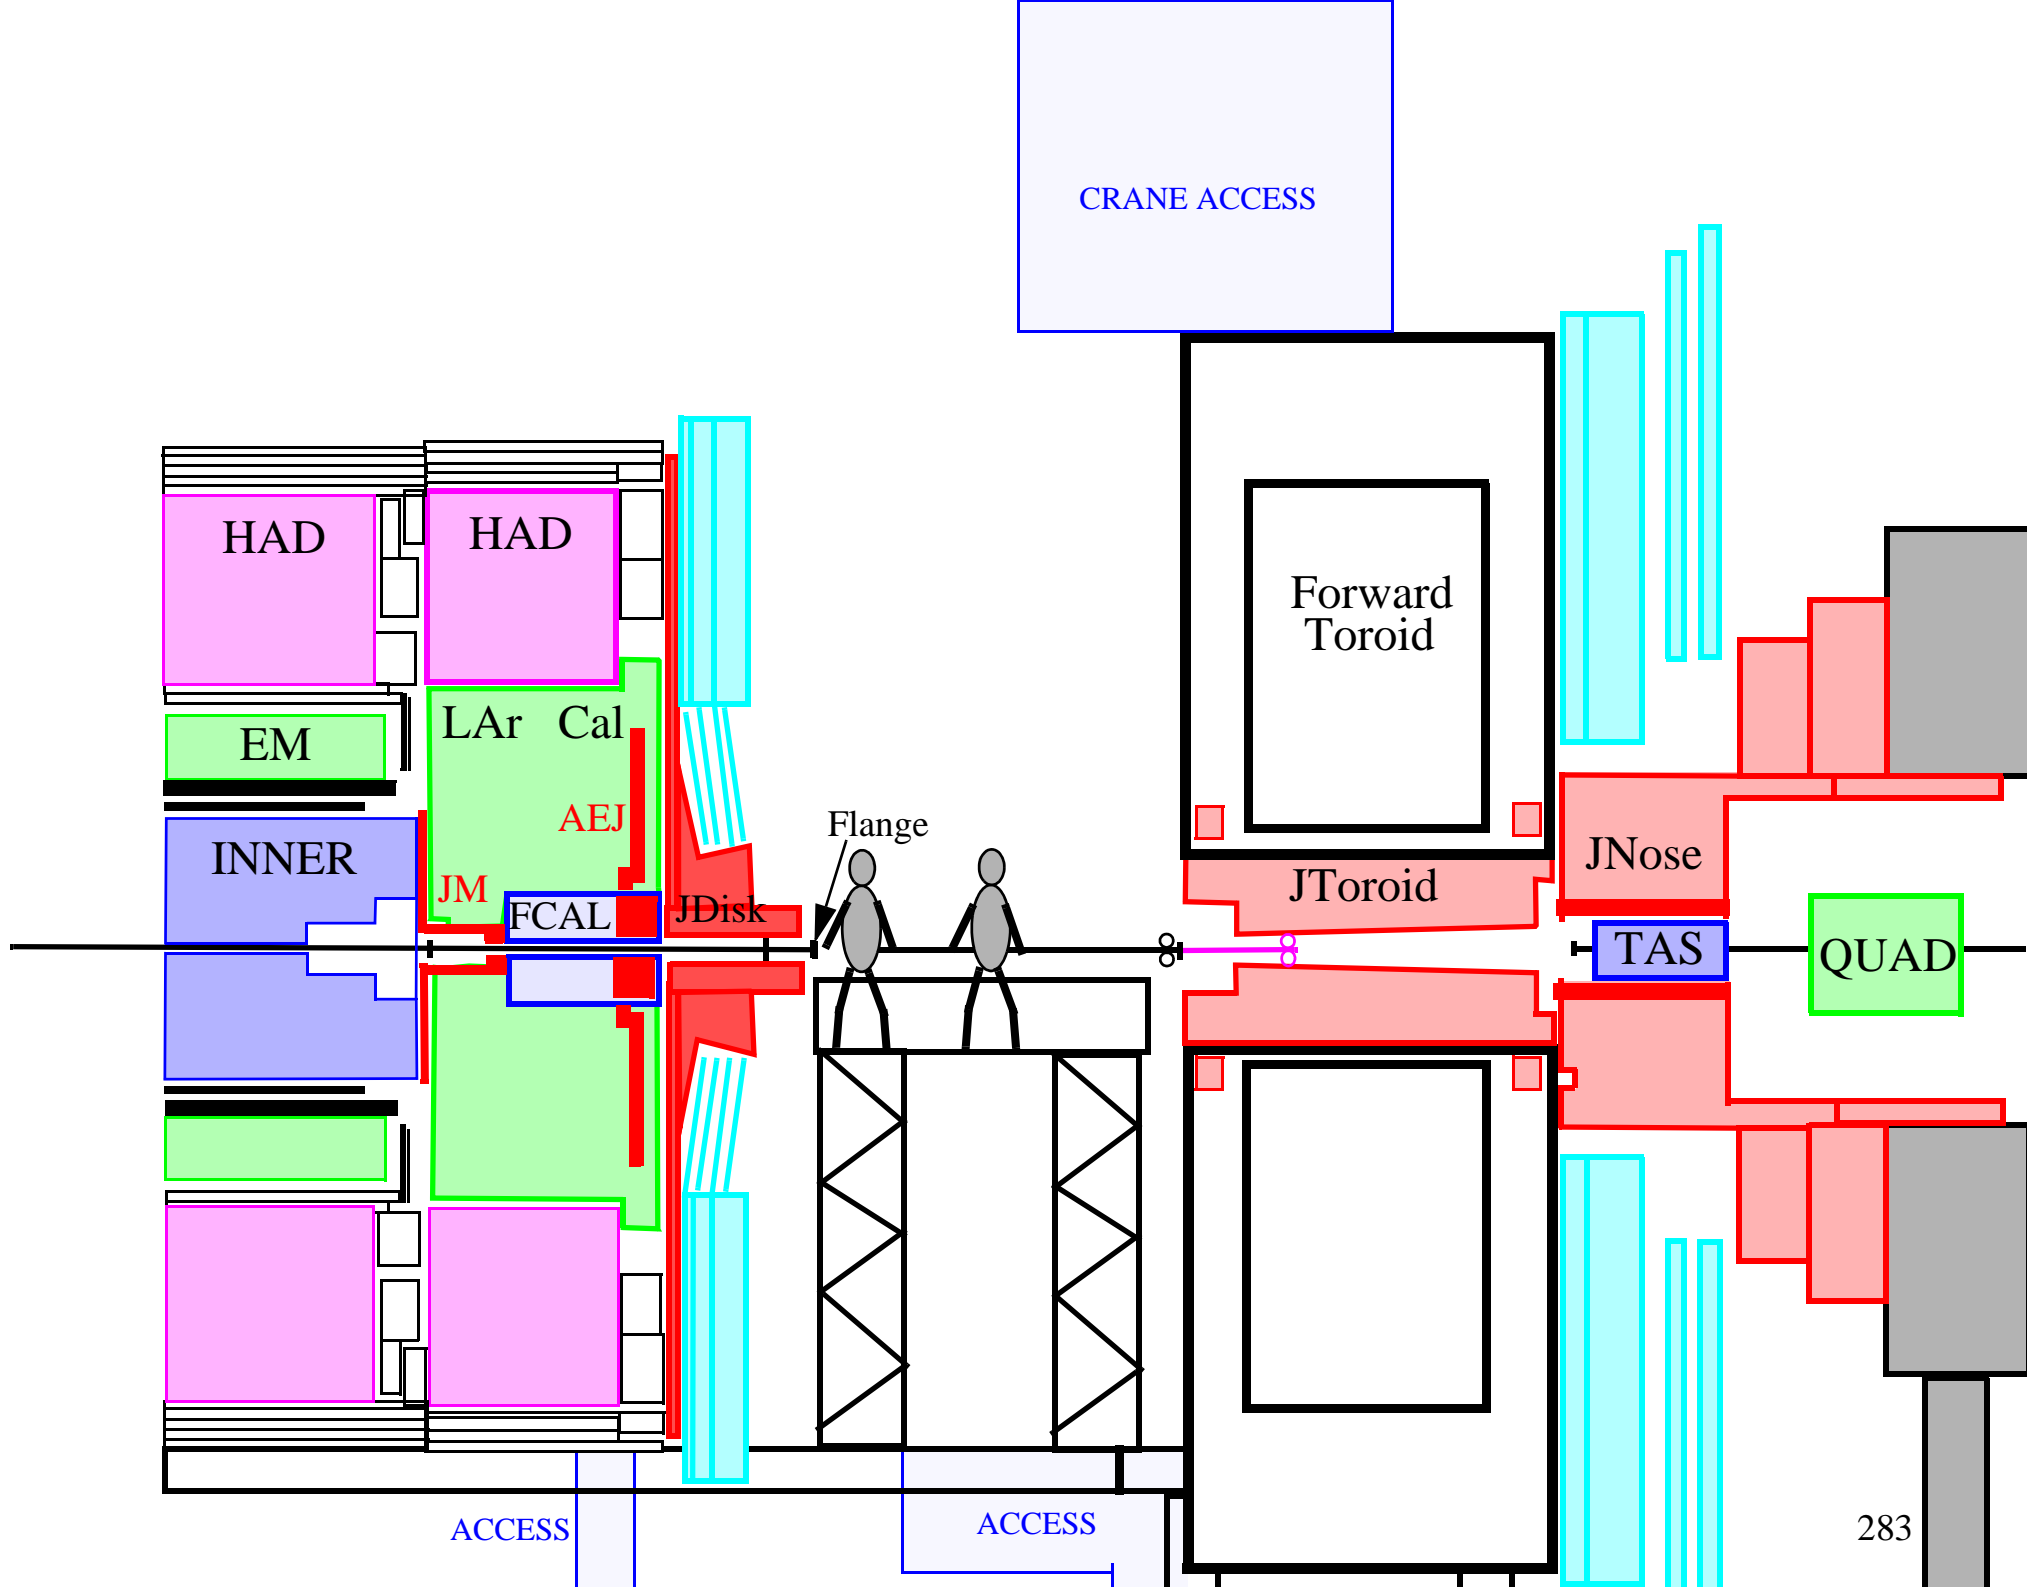 CRANE ACCESS
HAD
HAD
Forward
Toroid
LAr Cal
EM
AEJ
Flange
INNER
JM
FCAL
JDisk
JToroid
JNose
TAS
QUAD
ACCESS
ACCESS
283